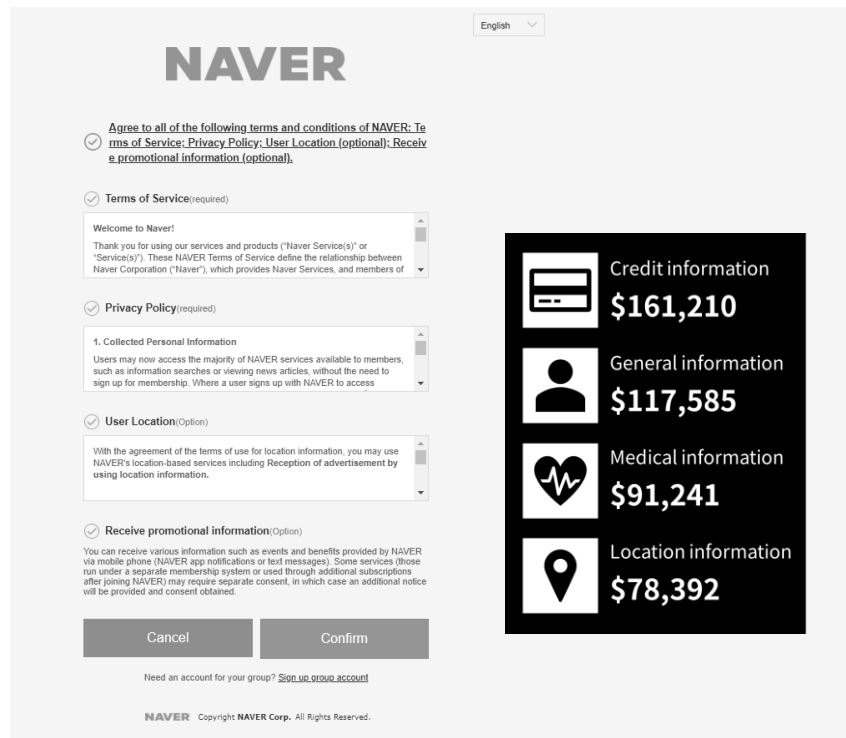 English
NAVER
Agree to all of the following terms and conditions of NAVER: Te
rms of Service; Privacy Policy; User Location (optional); Receiv
e promotional information (optional).
Terms of Service(required)
Welcome to Naver!
Thank you for using our services and products (“Naver Service(s)” or
“Service(s)”). These NAVER Terms of Service define the relationship between
Naver Corporation (“Naver”), which provides Naver Services, and members of
Privacy Policy(required)
1. Collected Personal Information
Users may now access the majority of NAVER services available to members,
such as information searches or viewing news articles, without the need to
sign up for membership. Where a user signs up with NAVER to access
User Location(Option)
With the agreement of the terms of use for location information, you may use
NAVER's location-based services including Reception of advertisement by
using location information.
Receive promotional information(Option)
You can receive various information such as events and benefits provided by NAVER
via mobile phone (NAVER app notifications or text messages). Some services (those
run under a separate membership system or used through additional subscriptions
after joining NAVER) may require separate consent, in which case an additional notice
will be provided and consent obtained.
Cancel
Confirm
Need an account for your group? Sign up group account
NAVER Copyright NAVER Corp. All Rights Reserved.
Credit information
$161,210
General information
$117,585
Medical information
$91,241
Location information
$78,392